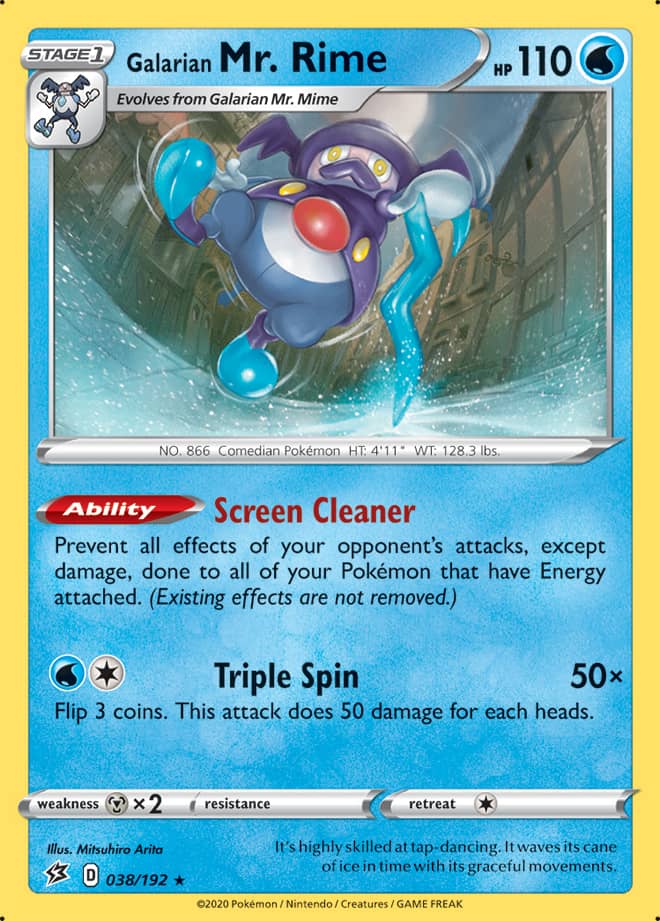 STAGE1
Galarian Mr. Rime
HP 110
Evolves from Galarian Mr. Mime
NO. 866 Comedian Pokémon HT: 4'11" WT: 128.3 lbs.
Ability Screen Cleaner
Prevent all effects of your opponent's attacks, except
damage, done to all of your Pokémon that have Energy
attached. (Existing effects are not removed.)
Triple Spin 50×
Flip 3 coins. This attack does 50 damage for each heads.
weakness ×2 resistance retreat
Illus. Mitsuhiro Arita
It's highly skilled at tap-dancing. It waves its cane
of ice in time with its graceful movements.
D 038/192 ★
©2020 Pokémon / Nintendo / Creatures / GAME FREAK